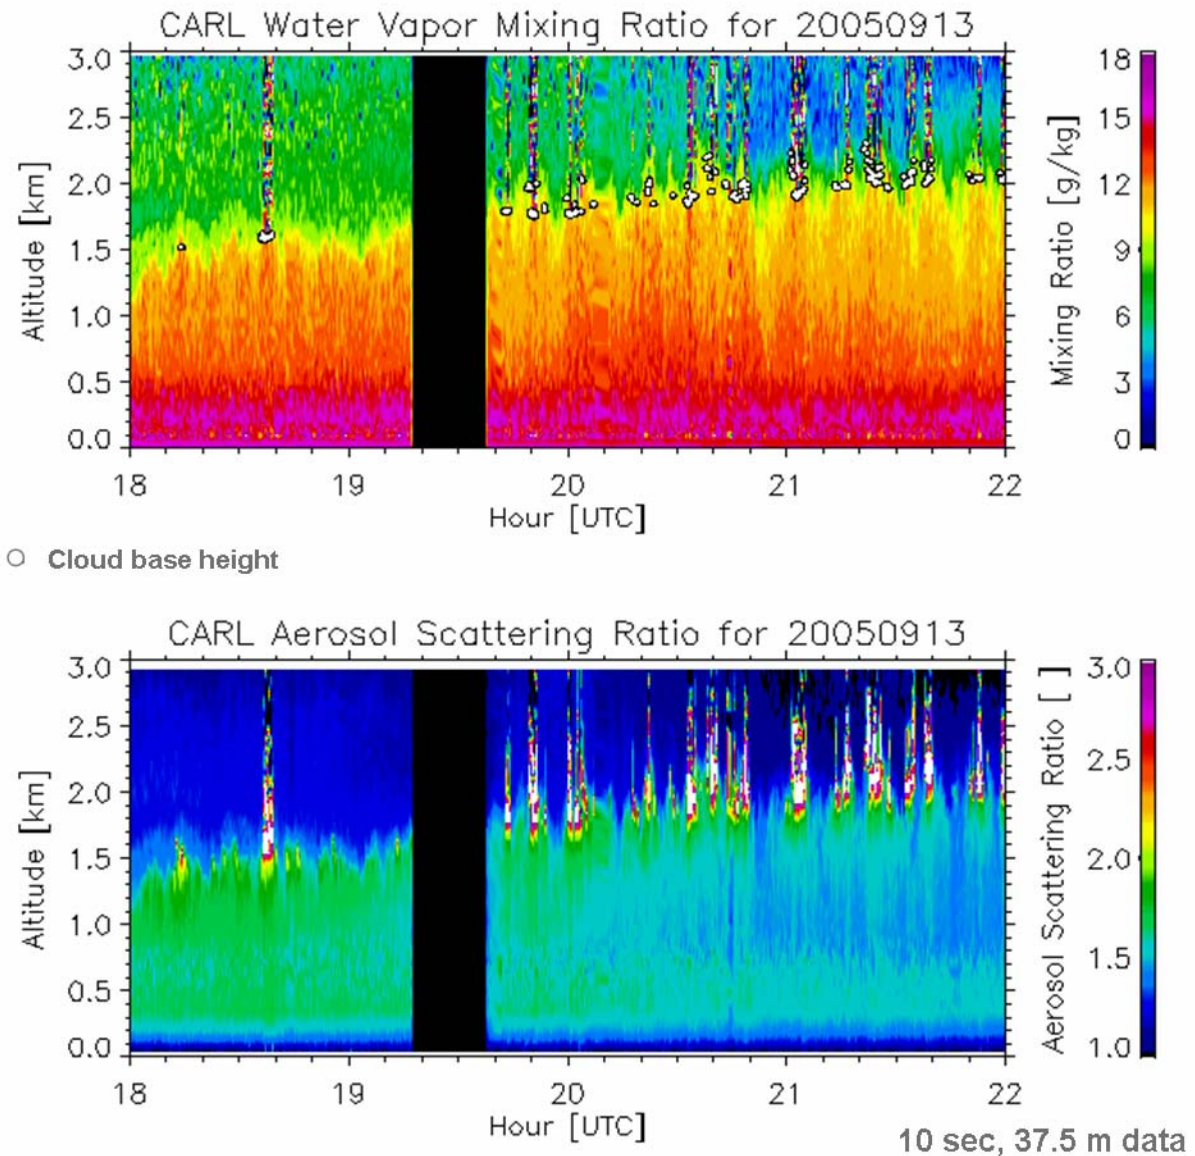 CARL Water Vapor Mixing Ratio for 20050913
3.0
2.5
2.0
1.5
1.0
0.5
0.0
Altitude [km]
18 19 20 21 22
Hour [UTC]
18
15
12
9
6
3
0
Mixing Ratio [g/kg]
Cloud base height
CARL Aerosol Scattering Ratio for 20050913
3.0
2.5
2.0
1.5
1.0
0.5
0.0
Altitude [km]
18 19 20 21 22
Hour [UTC]
3.0
2.5
2.0
1.5
1.0
Aerosol Scattering Ratio [ ]
10 sec, 37.5 m data